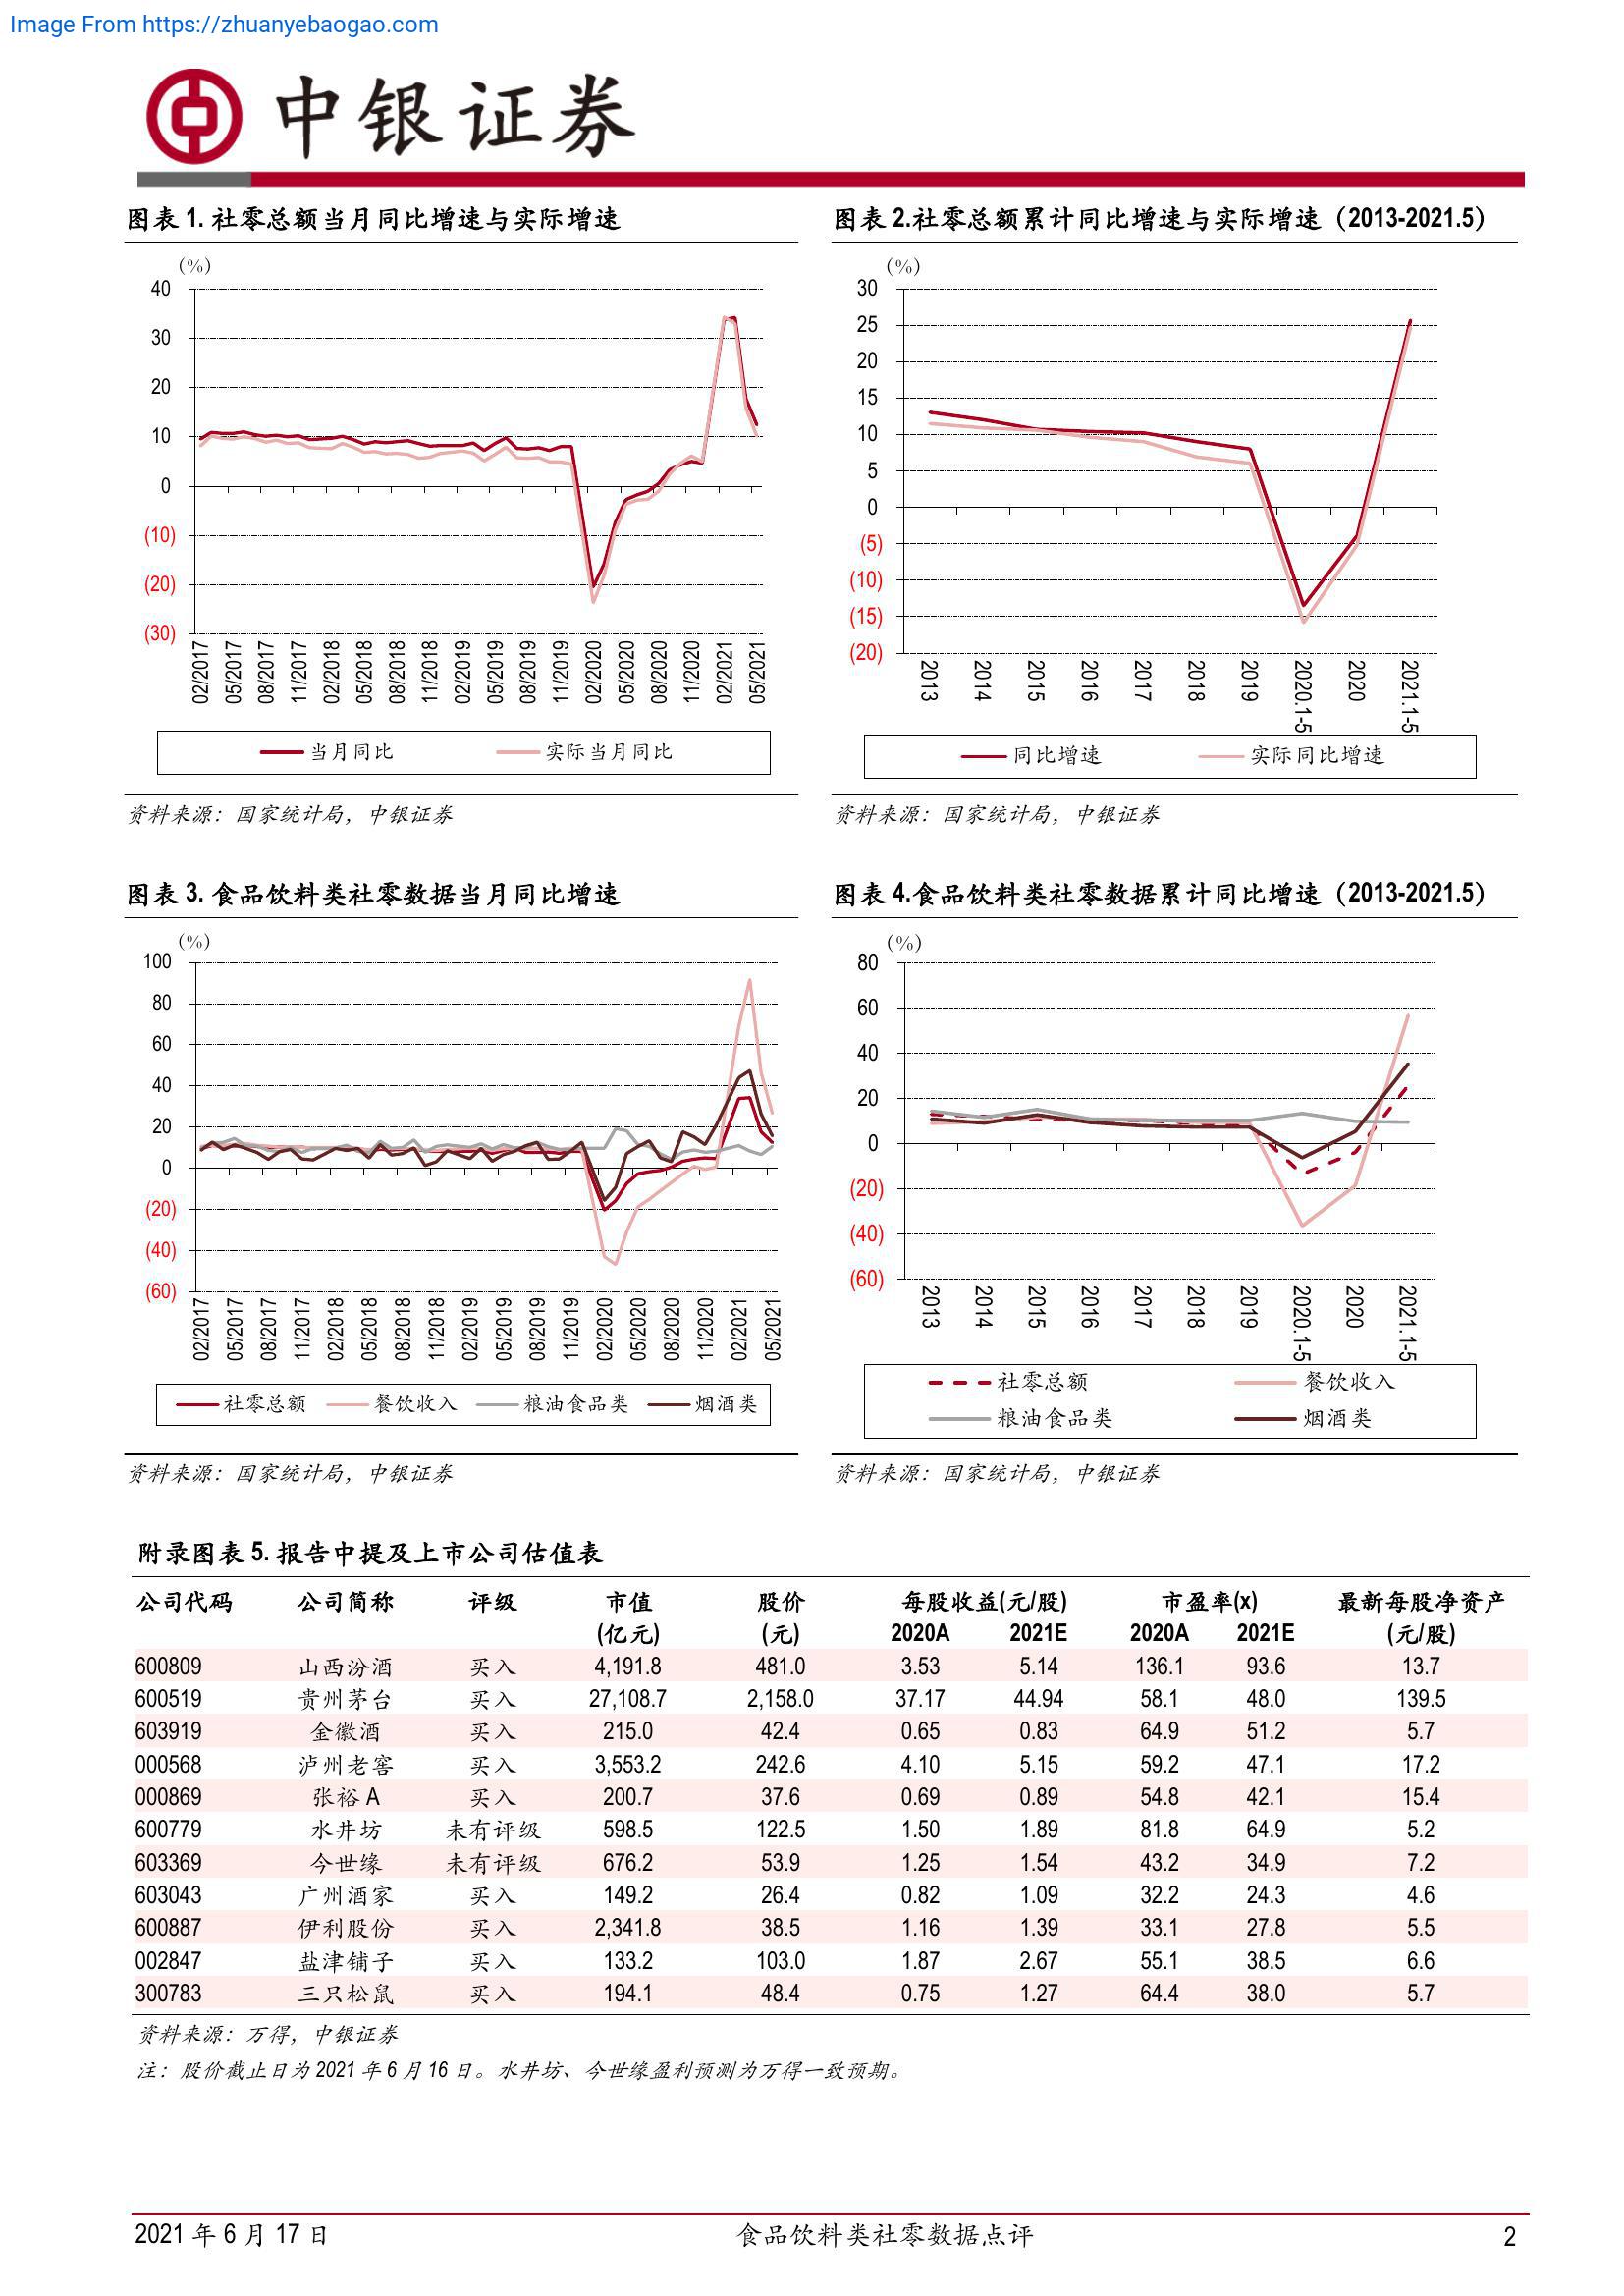 Image From https://zhuanyebaogao.com
中银证券
图表 1. 社零总额当月同比增速与实际增速
(%)
40
30
20
10
0
(10)
(20)
(30)
02/2017 05/2017 08/2017 11/2017 02/2018 05/2018 08/2018 11/2018 02/2019 05/2019 08/2019 11/2019 02/2020 05/2020 08/2020 11/2020 02/2021 05/2021
当月同比 实际当月同比
资料来源：国家统计局，中银证券
图表 2.社零总额累计同比增速与实际增速（2013-2021.5）
(%)
30
25
20
15
10
5
0
(5)
(10)
(15)
(20)
2013 2014 2015 2016 2017 2018 2019 2020.1-5 2020 2021.1-5
同比增速 实际同比增速
资料来源：国家统计局，中银证券
图表 3. 食品饮料类社零数据当月同比增速
(%)
100
80
60
40
20
0
(20)
(40)
(60)
02/2017 05/2017 08/2017 11/2017 02/2018 05/2018 08/2018 11/2018 02/2019 05/2019 08/2019 11/2019 02/2020 05/2020 08/2020 11/2020 02/2021 05/2021
社零总额 餐饮收入 粮油食品类 烟酒类
资料来源：国家统计局，中银证券
图表 4.食品饮料类社零数据累计同比增速（2013-2021.5）
(%)
80
60
40
20
0
(20)
(40)
(60)
2013 2014 2015 2016 2017 2018 2019 2020.1-5 2020 2021.1-5
社零总额 餐饮收入
粮油食品类 烟酒类
资料来源：国家统计局，中银证券
附录图表 5. 报告中提及上市公司估值表
公司代码 公司简称 评级 市值 股价 每股收益(元/股) 市盈率(x) 最新每股净资产
(亿元) (元) 2020A 2021E 2020A 2021E (元/股)
600809 山西汾酒 买入 4,191.8 481.0 3.53 5.14 136.1 93.6 13.7
600519 贵州茅台 买入 27,108.7 2,158.0 37.17 44.94 58.1 48.0 139.5
603919 金徽酒 买入 215.0 42.4 0.65 0.83 64.9 51.2 5.7
000568 泸州老窖 买入 3,553.2 242.6 4.10 5.15 59.2 47.1 17.2
000869 张裕 A 买入 200.7 37.6 0.69 0.89 54.8 42.1 15.4
600779 水井坊 未有评级 598.5 122.5 1.50 1.89 81.8 64.9 5.2
603369 今世缘 未有评级 676.2 53.9 1.25 1.54 43.2 34.9 7.2
603043 广州酒家 买入 149.2 26.4 0.82 1.09 32.2 24.3 4.6
600887 伊利股份 买入 2,341.8 38.5 1.16 1.39 33.1 27.8 5.5
002847 盐津铺子 买入 133.2 103.0 1.87 2.67 55.1 38.5 6.6
300783 三只松鼠 买入 194.1 48.4 0.75 1.27 64.4 38.0 5.7
资料来源：万得，中银证券
注：股价截止日为 2021 年 6 月 16 日。水井坊、今世缘盈利预测为万得一致预期。
2021 年 6 月 17 日 食品饮料类社零数据点评 2